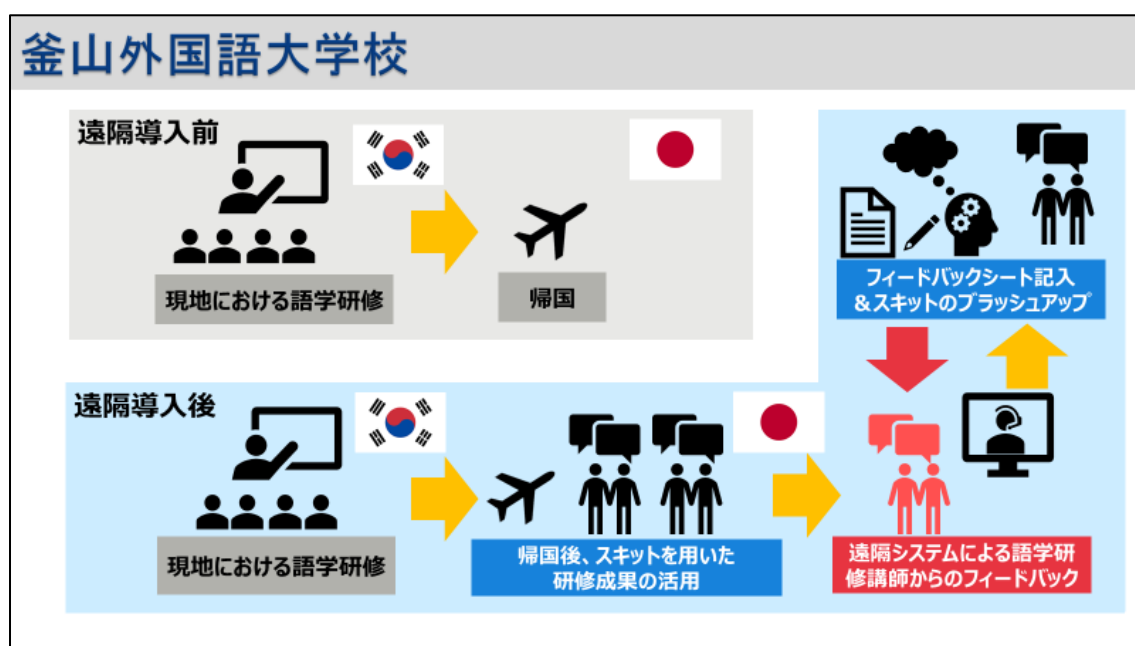 釜山外国語大学校
遠隔導入前
現地における語学研修
帰国
フィードバックシート記入
＆スキットのブラッシュアップ
遠隔導入後
現地における語学研修
帰国後、スキットを用いた
研修成果の活用
遠隔システムによる語学研
修講師からのフィードバック